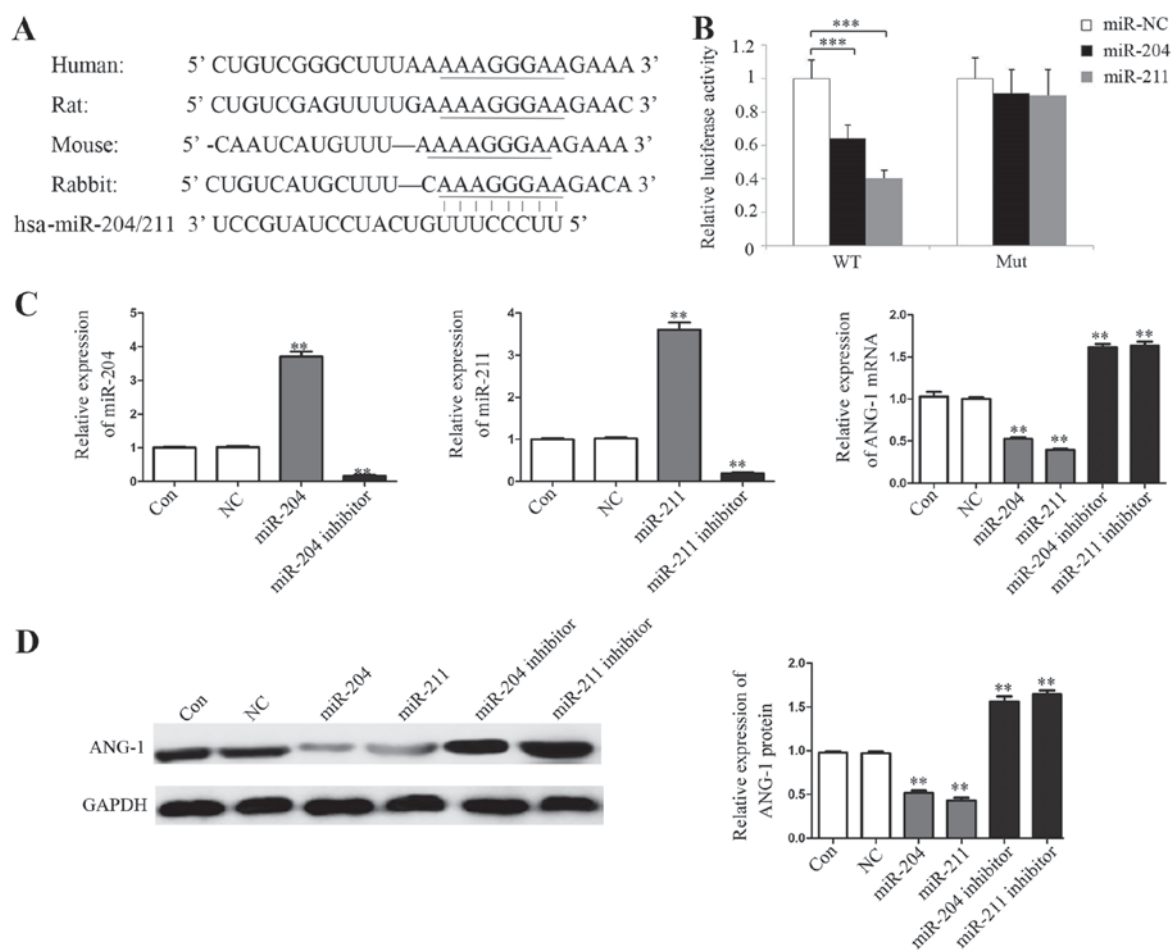 A
Human: 5' CUGUCGGGCUUUAAAAAGGGAAGAAA 3'
Rat: 5' CUGUCGAGUUUUGAAAAGGGAAGAAC 3'
Mouse: 5' -CAAUCAUGUUU—AAAAGGGAAGAAA 3'
Rabbit: 5' CUGUCAUGCUUU—CAAAGGGAAGACA 3'
hsa-miR-204/211 3' UCCGUAUCCUACUGUUUCCCUU 5'
B
Relative luciferase activity
1.2
1
0.8
0.6
0.4
0.2
0
***
***
WT
Mut
miR-NC
miR-204
miR-211
C
Relative expression
of miR-204
5
4
3
2
1
0
**
**
Con
NC
miR-204
miR-204 inhibitor
Relative expression
of miR-211
4
3
2
1
0
**
**
Con
NC
miR-211
miR-211 inhibitor
Relative expression
of ANG-1 mRNA
2.0
1.5
1.0
0.5
0.0
**
**
**
**
Con
NC
miR-204
miR-211
miR-204 inhibitor
miR-211 inhibitor
D
Con
NC
miR-204
miR-211
miR-204 inhibitor
miR-211 inhibitor
ANG-1
GAPDH
Relative expression of
ANG-1 protein
2.0
1.5
1.0
0.5
0.0
**
**
**
**
Con
NC
miR-204
miR-211
miR-204 inhibitor
miR-211 inhibitor